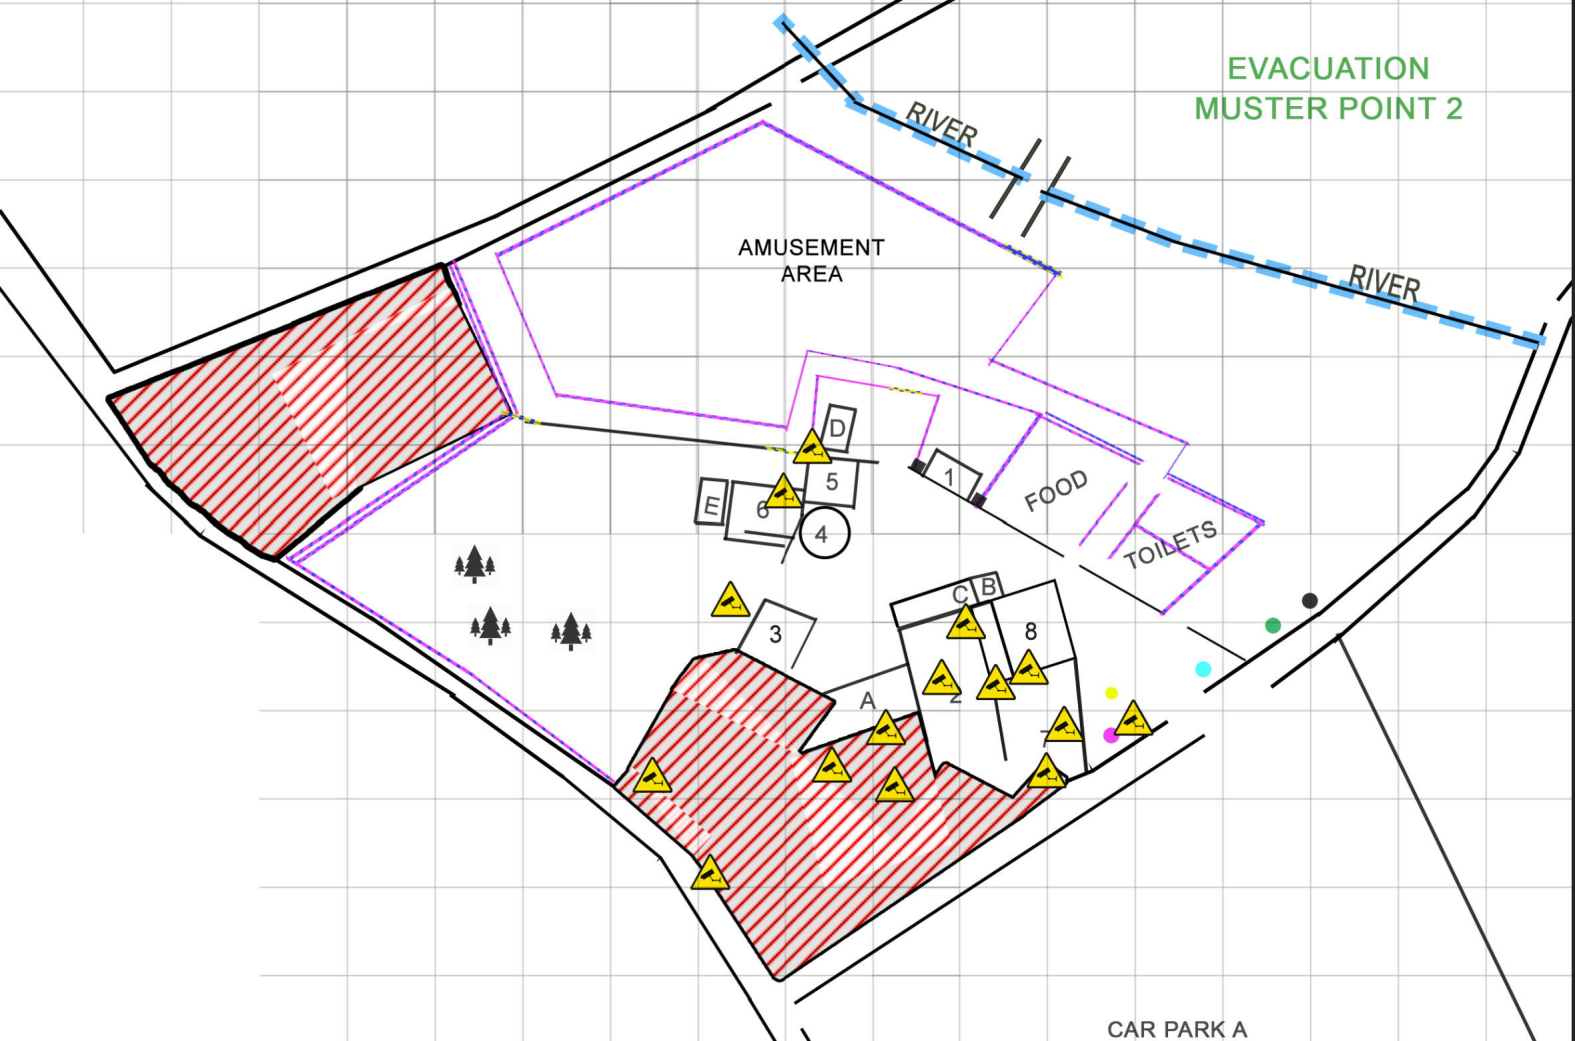 EVACUATION
MUSTER POINT 2
RIVER
RIVER
AMUSEMENT
AREA
D
5
1
E
6
4
FOOD
TOILETS
C
B
3
8
A
2
7
CAR PARK A